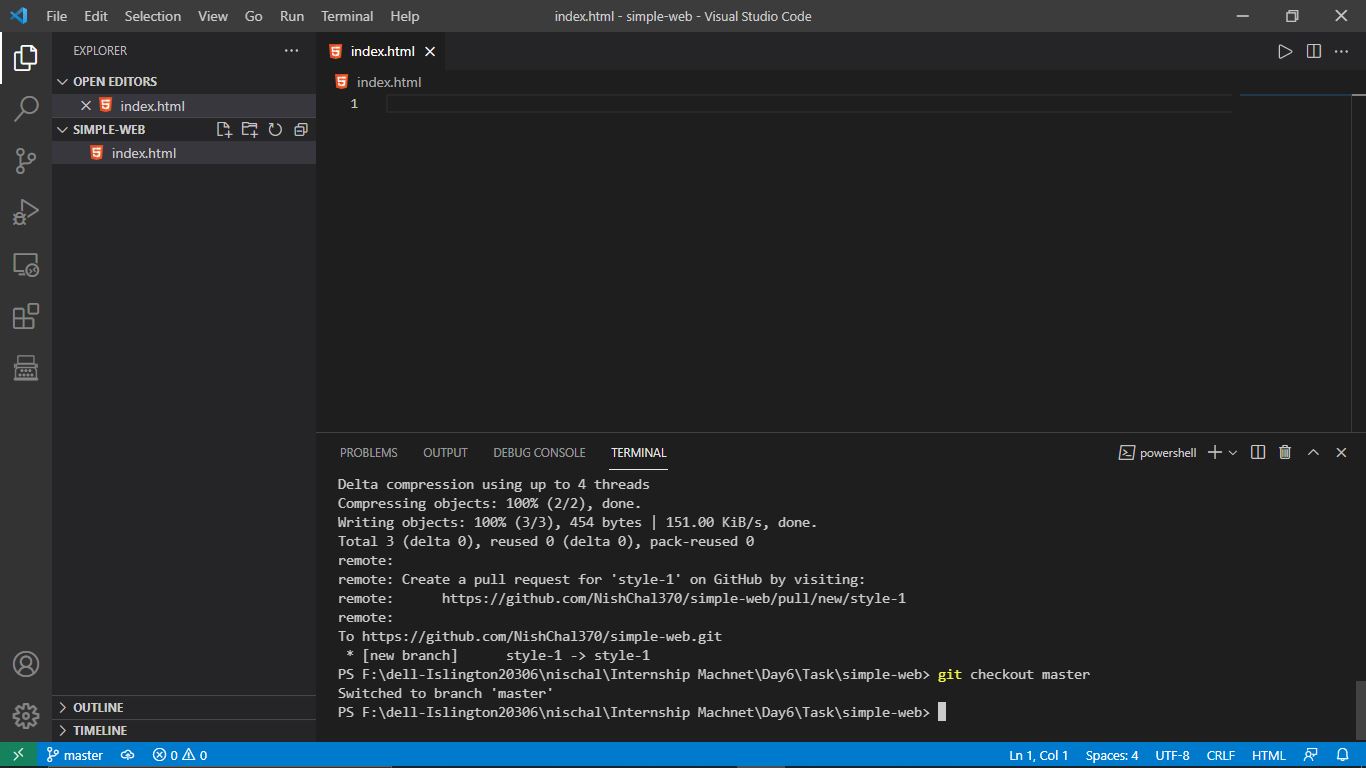 File Edit Selection View Go Run Terminal Help
index.html - simple-web - Visual Studio Code
EXPLORER
OPEN EDITORS
index.html
SIMPLE-WEB
index.html
OUTLINE
TIMELINE
index.html
index.html
1
PROBLEMS OUTPUT DEBUG CONSOLE TERMINAL
powershell
Delta compression using up to 4 threads
Compressing objects: 100% (2/2), done.
Writing objects: 100% (3/3), 454 bytes | 151.00 KiB/s, done.
Total 3 (delta 0), reused 0 (delta 0), pack-reused 0
remote:
remote: Create a pull request for 'style-1' on GitHub by visiting:
remote:      https://github.com/NishChal370/simple-web/pull/new/style-1
remote:
To https://github.com/NishChal370/simple-web.git
 * [new branch]      style-1 -> style-1
PS F:\dell-Islington20306\nischal\Internship Machnet\Day6\Task\simple-web> git checkout master
Switched to branch 'master'
PS F:\dell-Islington20306\nischal\Internship Machnet\Day6\Task\simple-web>
master 0 0
Ln 1, Col 1 Spaces: 4 UTF-8 CRLF HTML